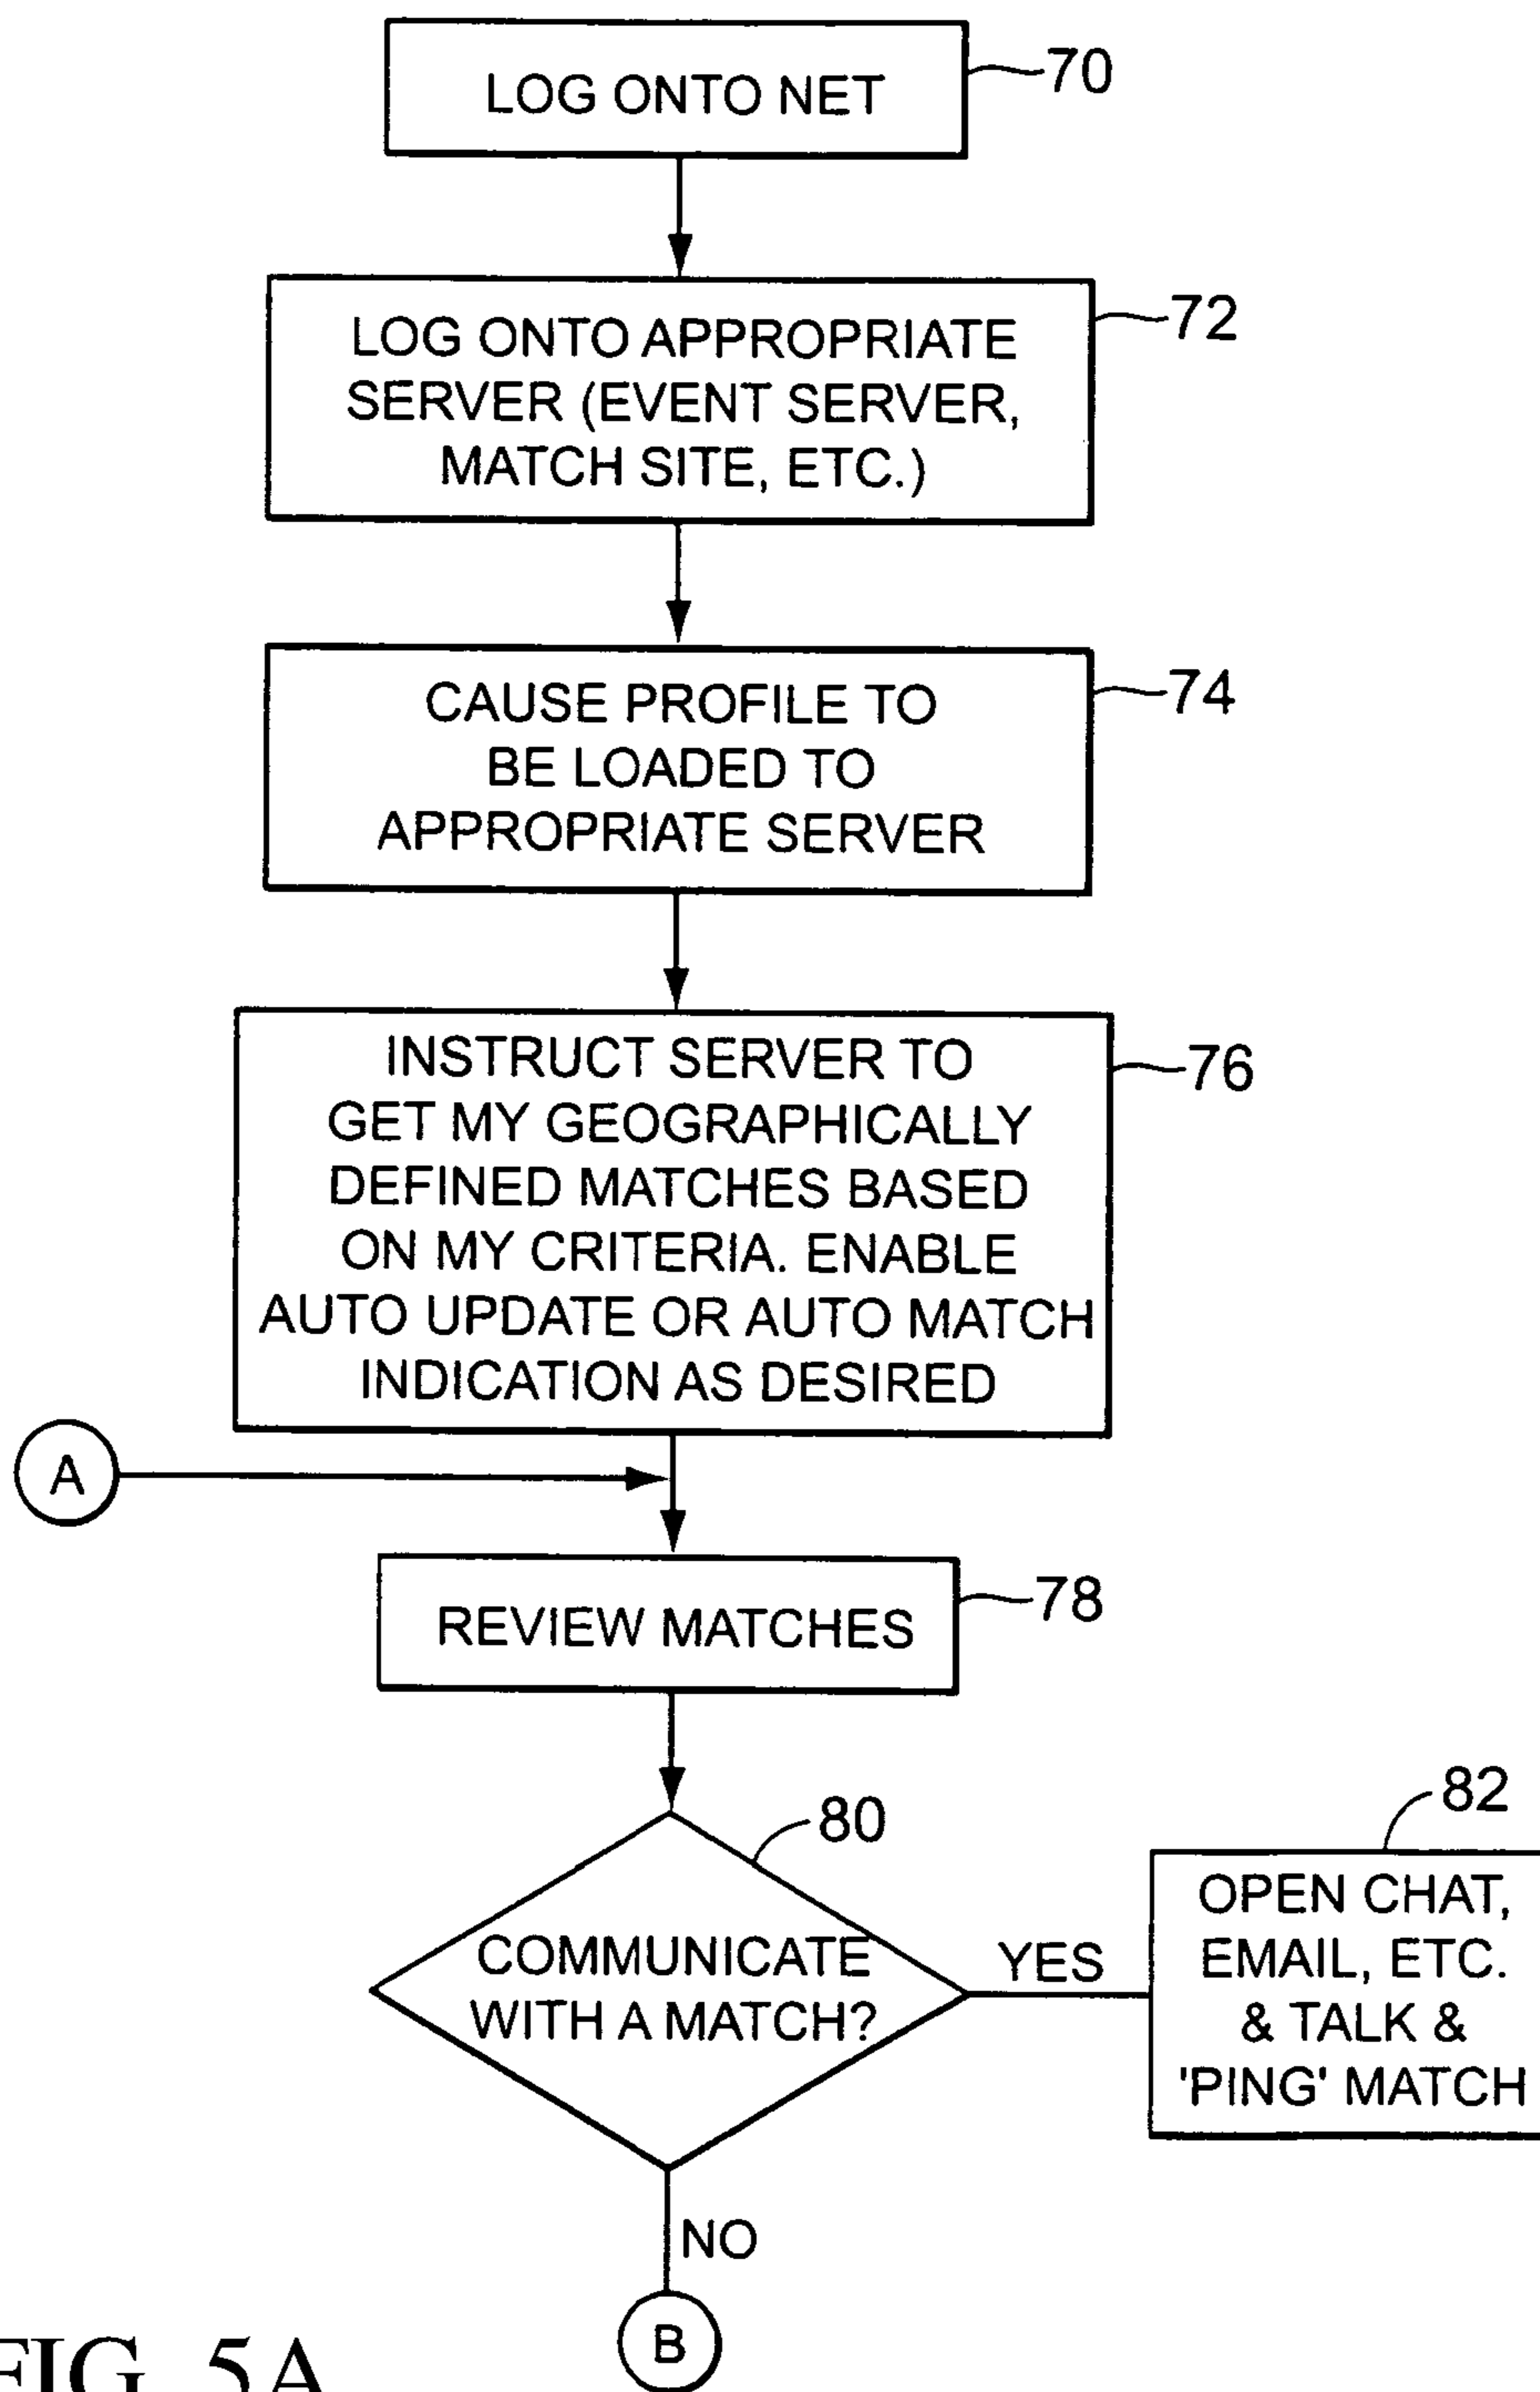 LOG ONTO NET
70
LOG ONTO APPROPRIATE
SERVER (EVENT SERVER,
MATCH SITE, ETC.)
72
CAUSE PROFILE TO
BE LOADED TO
APPROPRIATE SERVER
74
INSTRUCT SERVER TO
GET MY GEOGRAPHICALLY
DEFINED MATCHES BASED
ON MY CRITERIA. ENABLE
AUTO UPDATE OR AUTO MATCH
INDICATION AS DESIRED
76
A
REVIEW MATCHES
78
80
COMMUNICATE
WITH A MATCH?
YES
82
OPEN CHAT,
EMAIL, ETC.
& TALK &
'PING' MATCH
NO
B
FIG. 5A